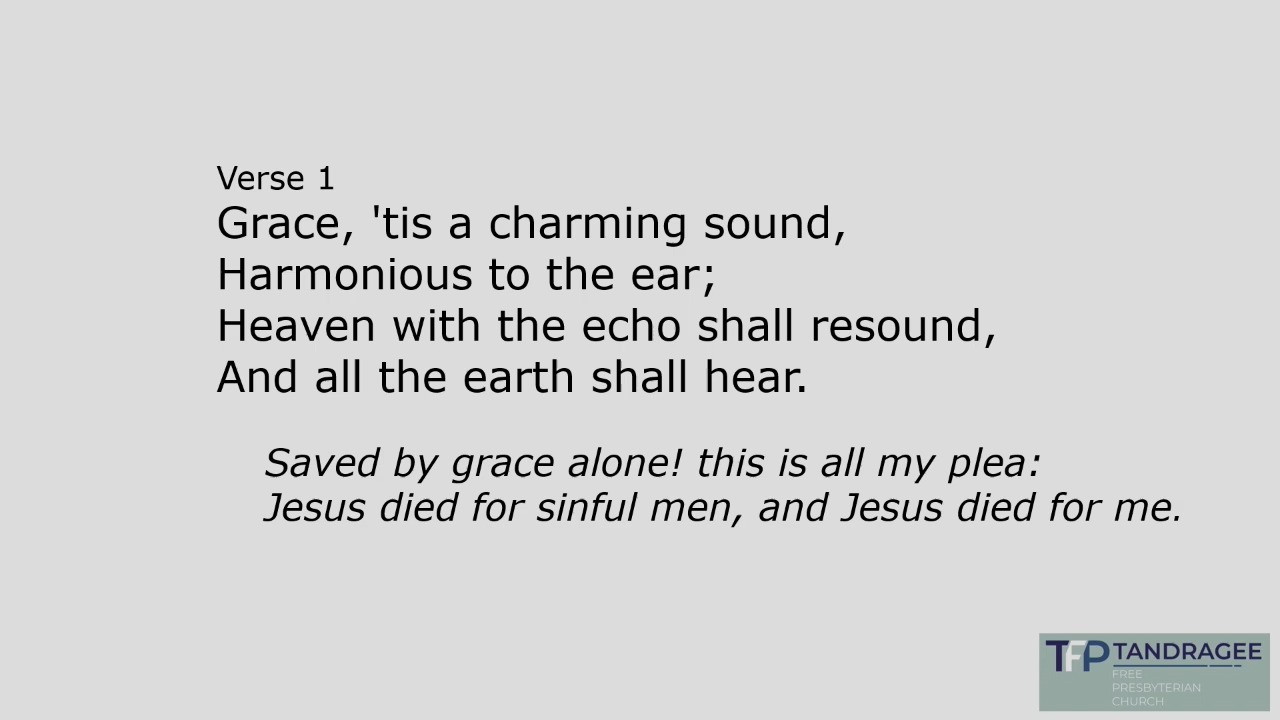 Verse 1
Grace, 'tis a charming sound,
Harmonious to the ear;
Heaven with the echo shall resound,
And all the earth shall hear.
Saved by grace alone! this is all my plea:
Jesus died for sinful men, and Jesus died for me.
TFP TANDRAGEE
FREE
PRESBYTERIAN
CHURCH